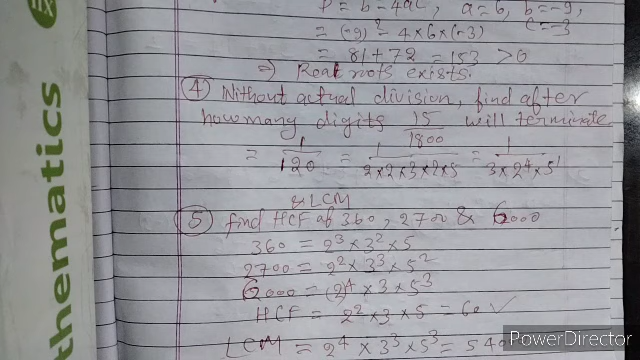 D = b² - 4ac, a = 6, b = -9, c = -3
= (-9)² - 4×6×(-3)
= 81 + 72 = 153 > 0
⇒ Real roots exists.
④ Without actual division, find after
how many digits 15/1800 will terminate
= 1/120 = 1/2×2×3×2×5 = 1/3×2⁴×5¹
& LCM
⑤ find HCF of 360, 2700 & 6000
360 = 2³ × 3² × 5
2700 = 2² × 3³ × 5²
6000 = 2⁴ × 3 × 5³
HCF = 2² × 3 × 5 = 60 ✓
LCM = 2⁴ × 3³ × 5³ = 540
thematics
PowerDirector